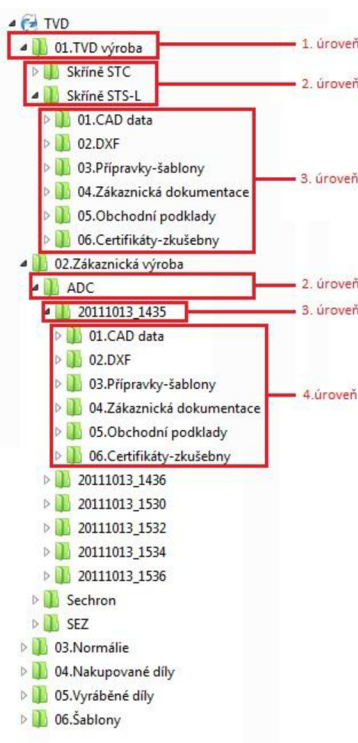 TVD
01.TVD výroba 1. úroveň
Skříně STC
Skříně STS-L 2. úroveň
01.CAD data
02.DXF
03.Přípravky-šablony 3. úroveň
04.Zákaznická dokumentace
05.Obchodní podklady
06.Certifikáty-zkušebny
02.Zákaznická výroba
ADC 2. úroveň
20111013_1435 3. úroveň
01.CAD data
02.DXF
03.Přípravky-šablony
04.Zákaznická dokumentace 4.úroveň
05.Obchodní podklady
06.Certifikáty-zkušebny
20111013_1436
20111013_1530
20111013_1532
20111013_1534
20111013_1536
Sechron
SEZ
03.Normálie
04.Nakupované díly
05.Vyráběné díly
06.Šablony